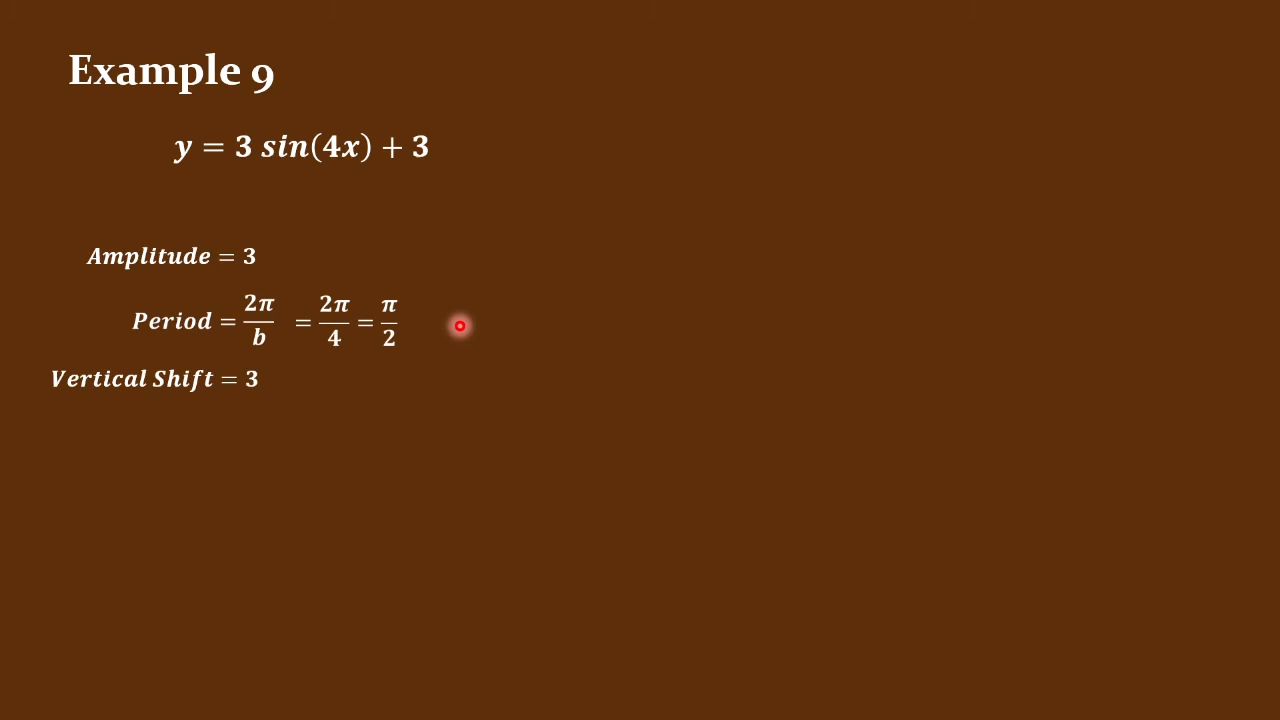 Example 9
y = 3 sin(4x) + 3
Amplitude = 3
Period = 2π/b = 2π/4 = π/2
Vertical Shift = 3